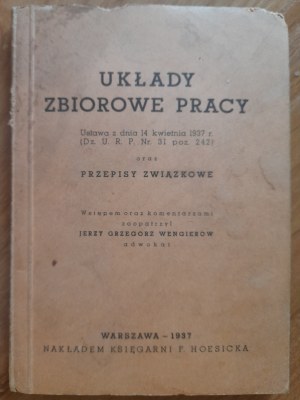 UKŁADY
ZBIOROWE PRACY
Ustawa z dnia 14 kwietnia 1937 r.
(Dz. U. R. P. Nr. 31 poz. 242)
oraz
PRZEPISY ZWIĄZKOWE
Wstępem oraz komentarzami
zaopatrzył
JERZY GRZEGORZ WENGIEROW
adwokat
WARSZAWA — 1937
NAKŁADEM KSIĘGARNI F. HOESICKA